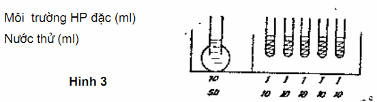 Môi trường HP đặc (ml)
Nước thử (ml)
10 1 1 1 1 1
50 10 10 10 10 10
Hình 3